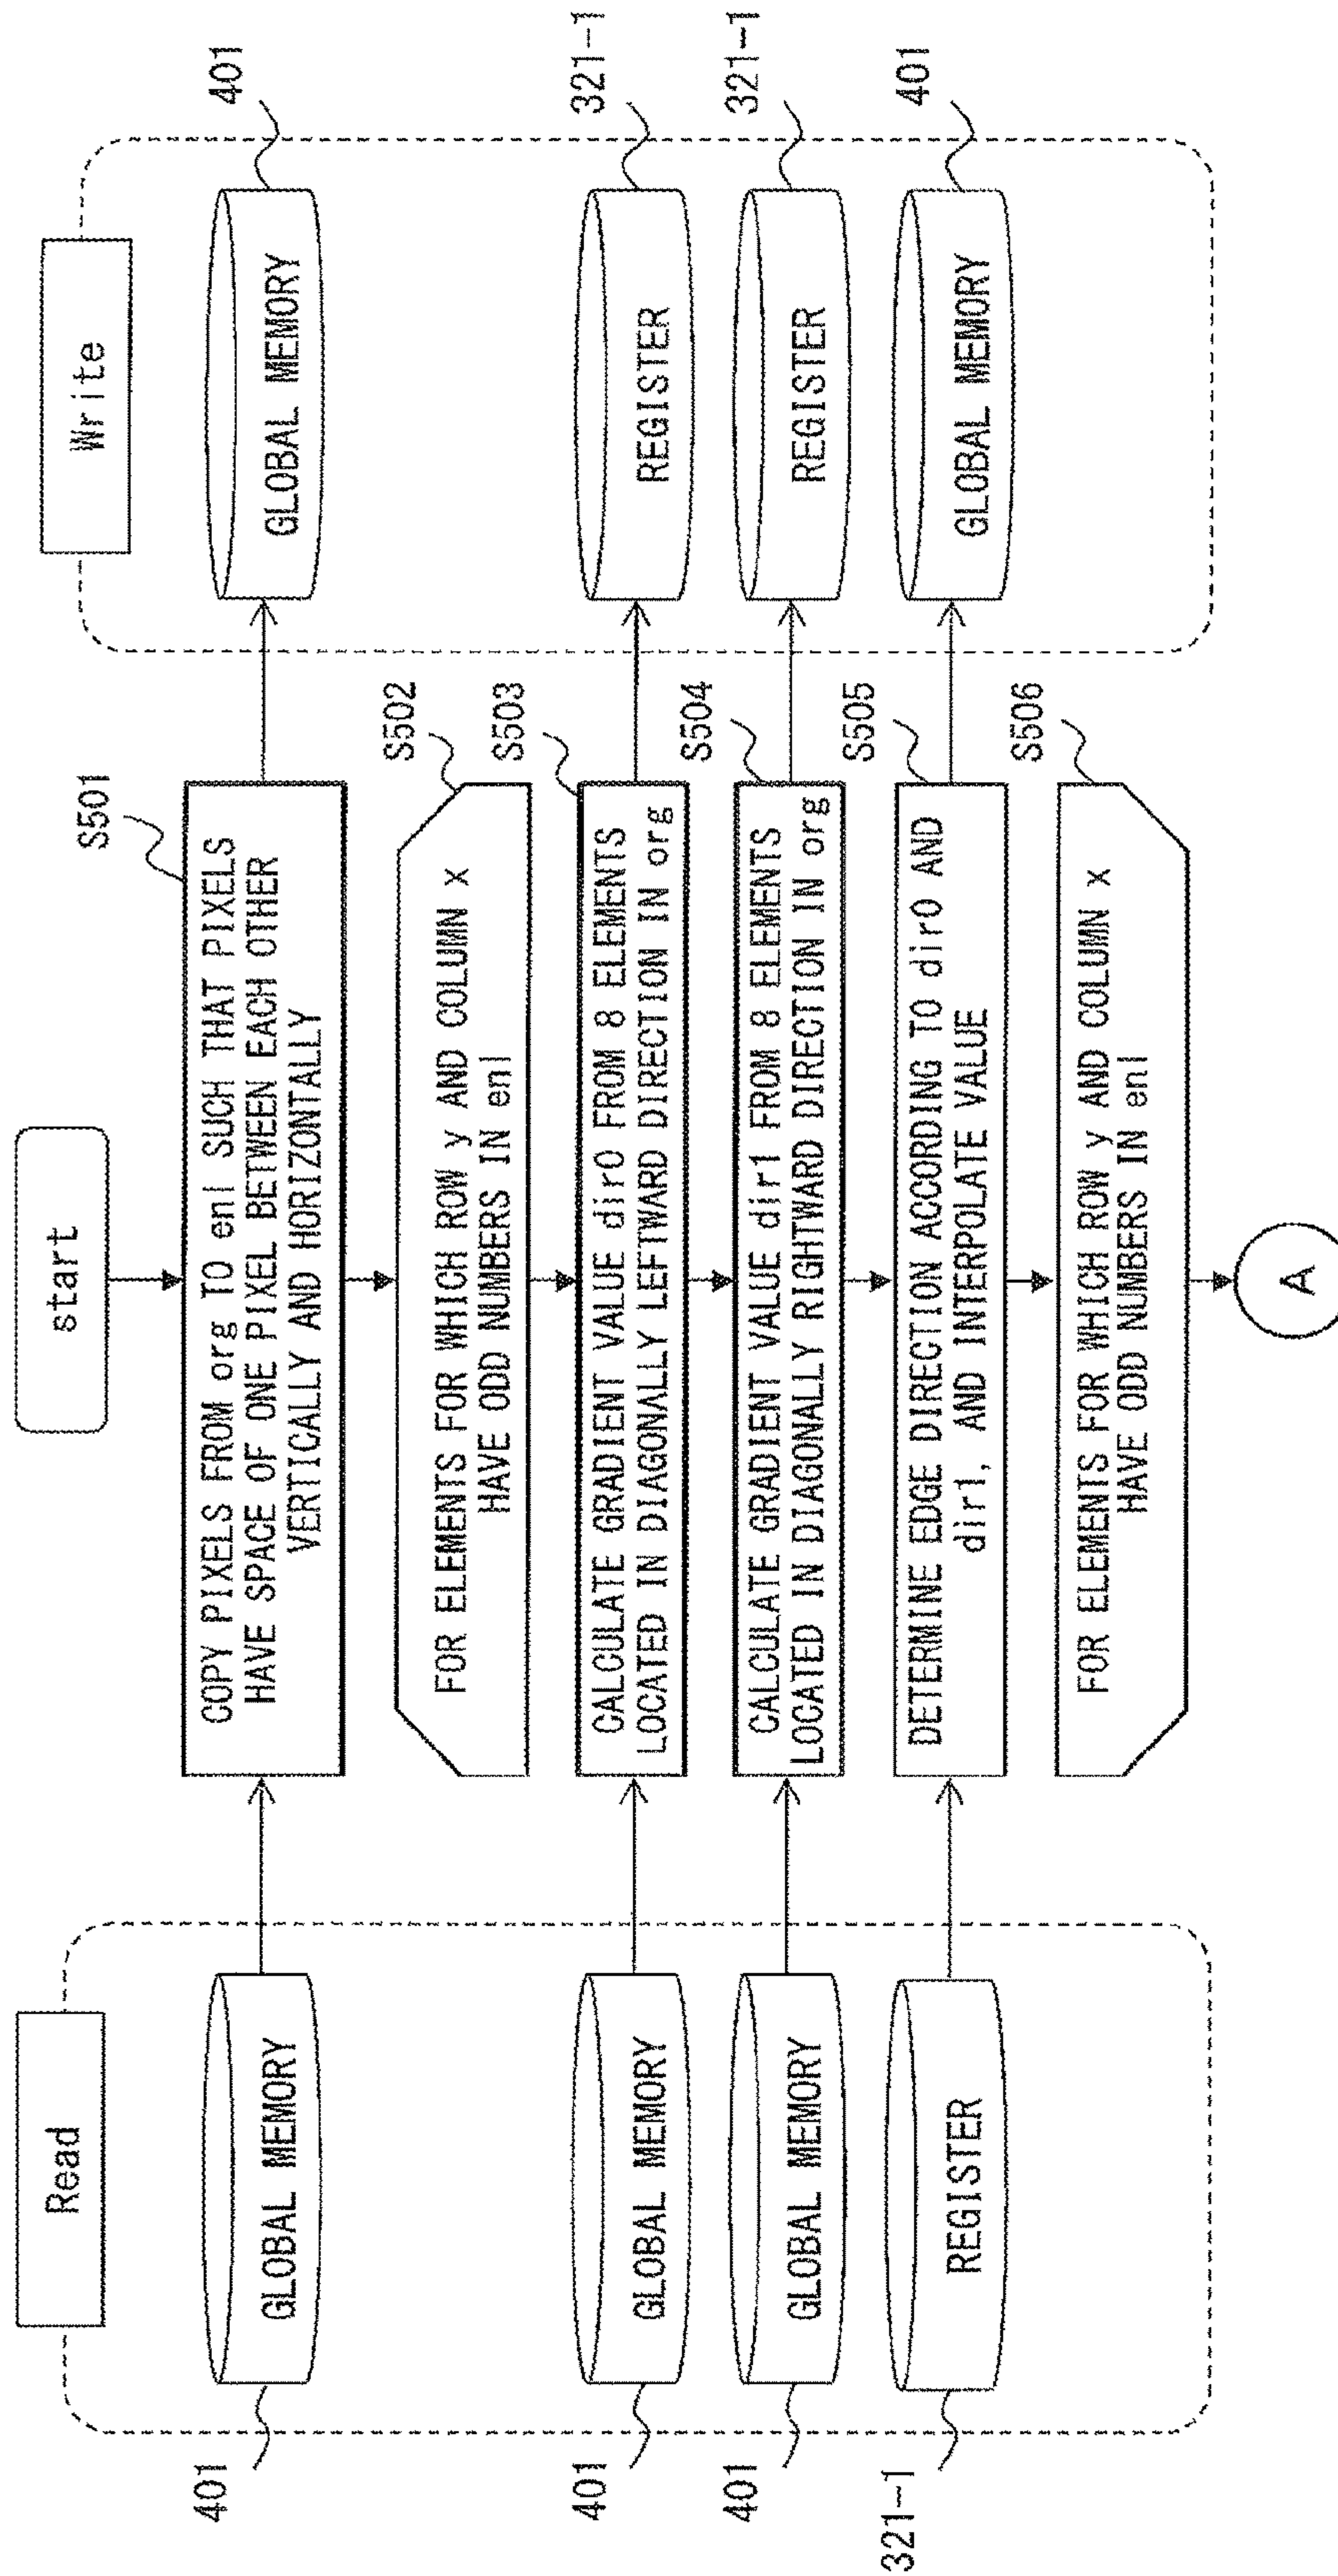 start
Read
Write
S501
401
GLOBAL MEMORY
COPY PIXELS FROM org TO enl SUCH THAT PIXELS
HAVE SPACE OF ONE PIXEL BETWEEN EACH OTHER
VERTICALLY AND HORIZONTALLY
GLOBAL MEMORY
401
S502
FOR ELEMENTS FOR WHICH ROW y AND COLUMN x
HAVE ODD NUMBERS IN enl
S503
401
GLOBAL MEMORY
CALCULATE GRADIENT VALUE dir0 FROM 8 ELEMENTS
LOCATED IN DIAGONALLY LEFTWARD DIRECTION IN org
REGISTER
321-1
S504
401
GLOBAL MEMORY
CALCULATE GRADIENT VALUE dir1 FROM 8 ELEMENTS
LOCATED IN DIAGONALLY RIGHTWARD DIRECTION IN org
REGISTER
321-1
S505
321-1
REGISTER
DETERMINE EDGE DIRECTION ACCORDING TO dir0 AND
dir1, AND INTERPOLATE VALUE
GLOBAL MEMORY
401
S506
FOR ELEMENTS FOR WHICH ROW y AND COLUMN x
HAVE ODD NUMBERS IN enl
A